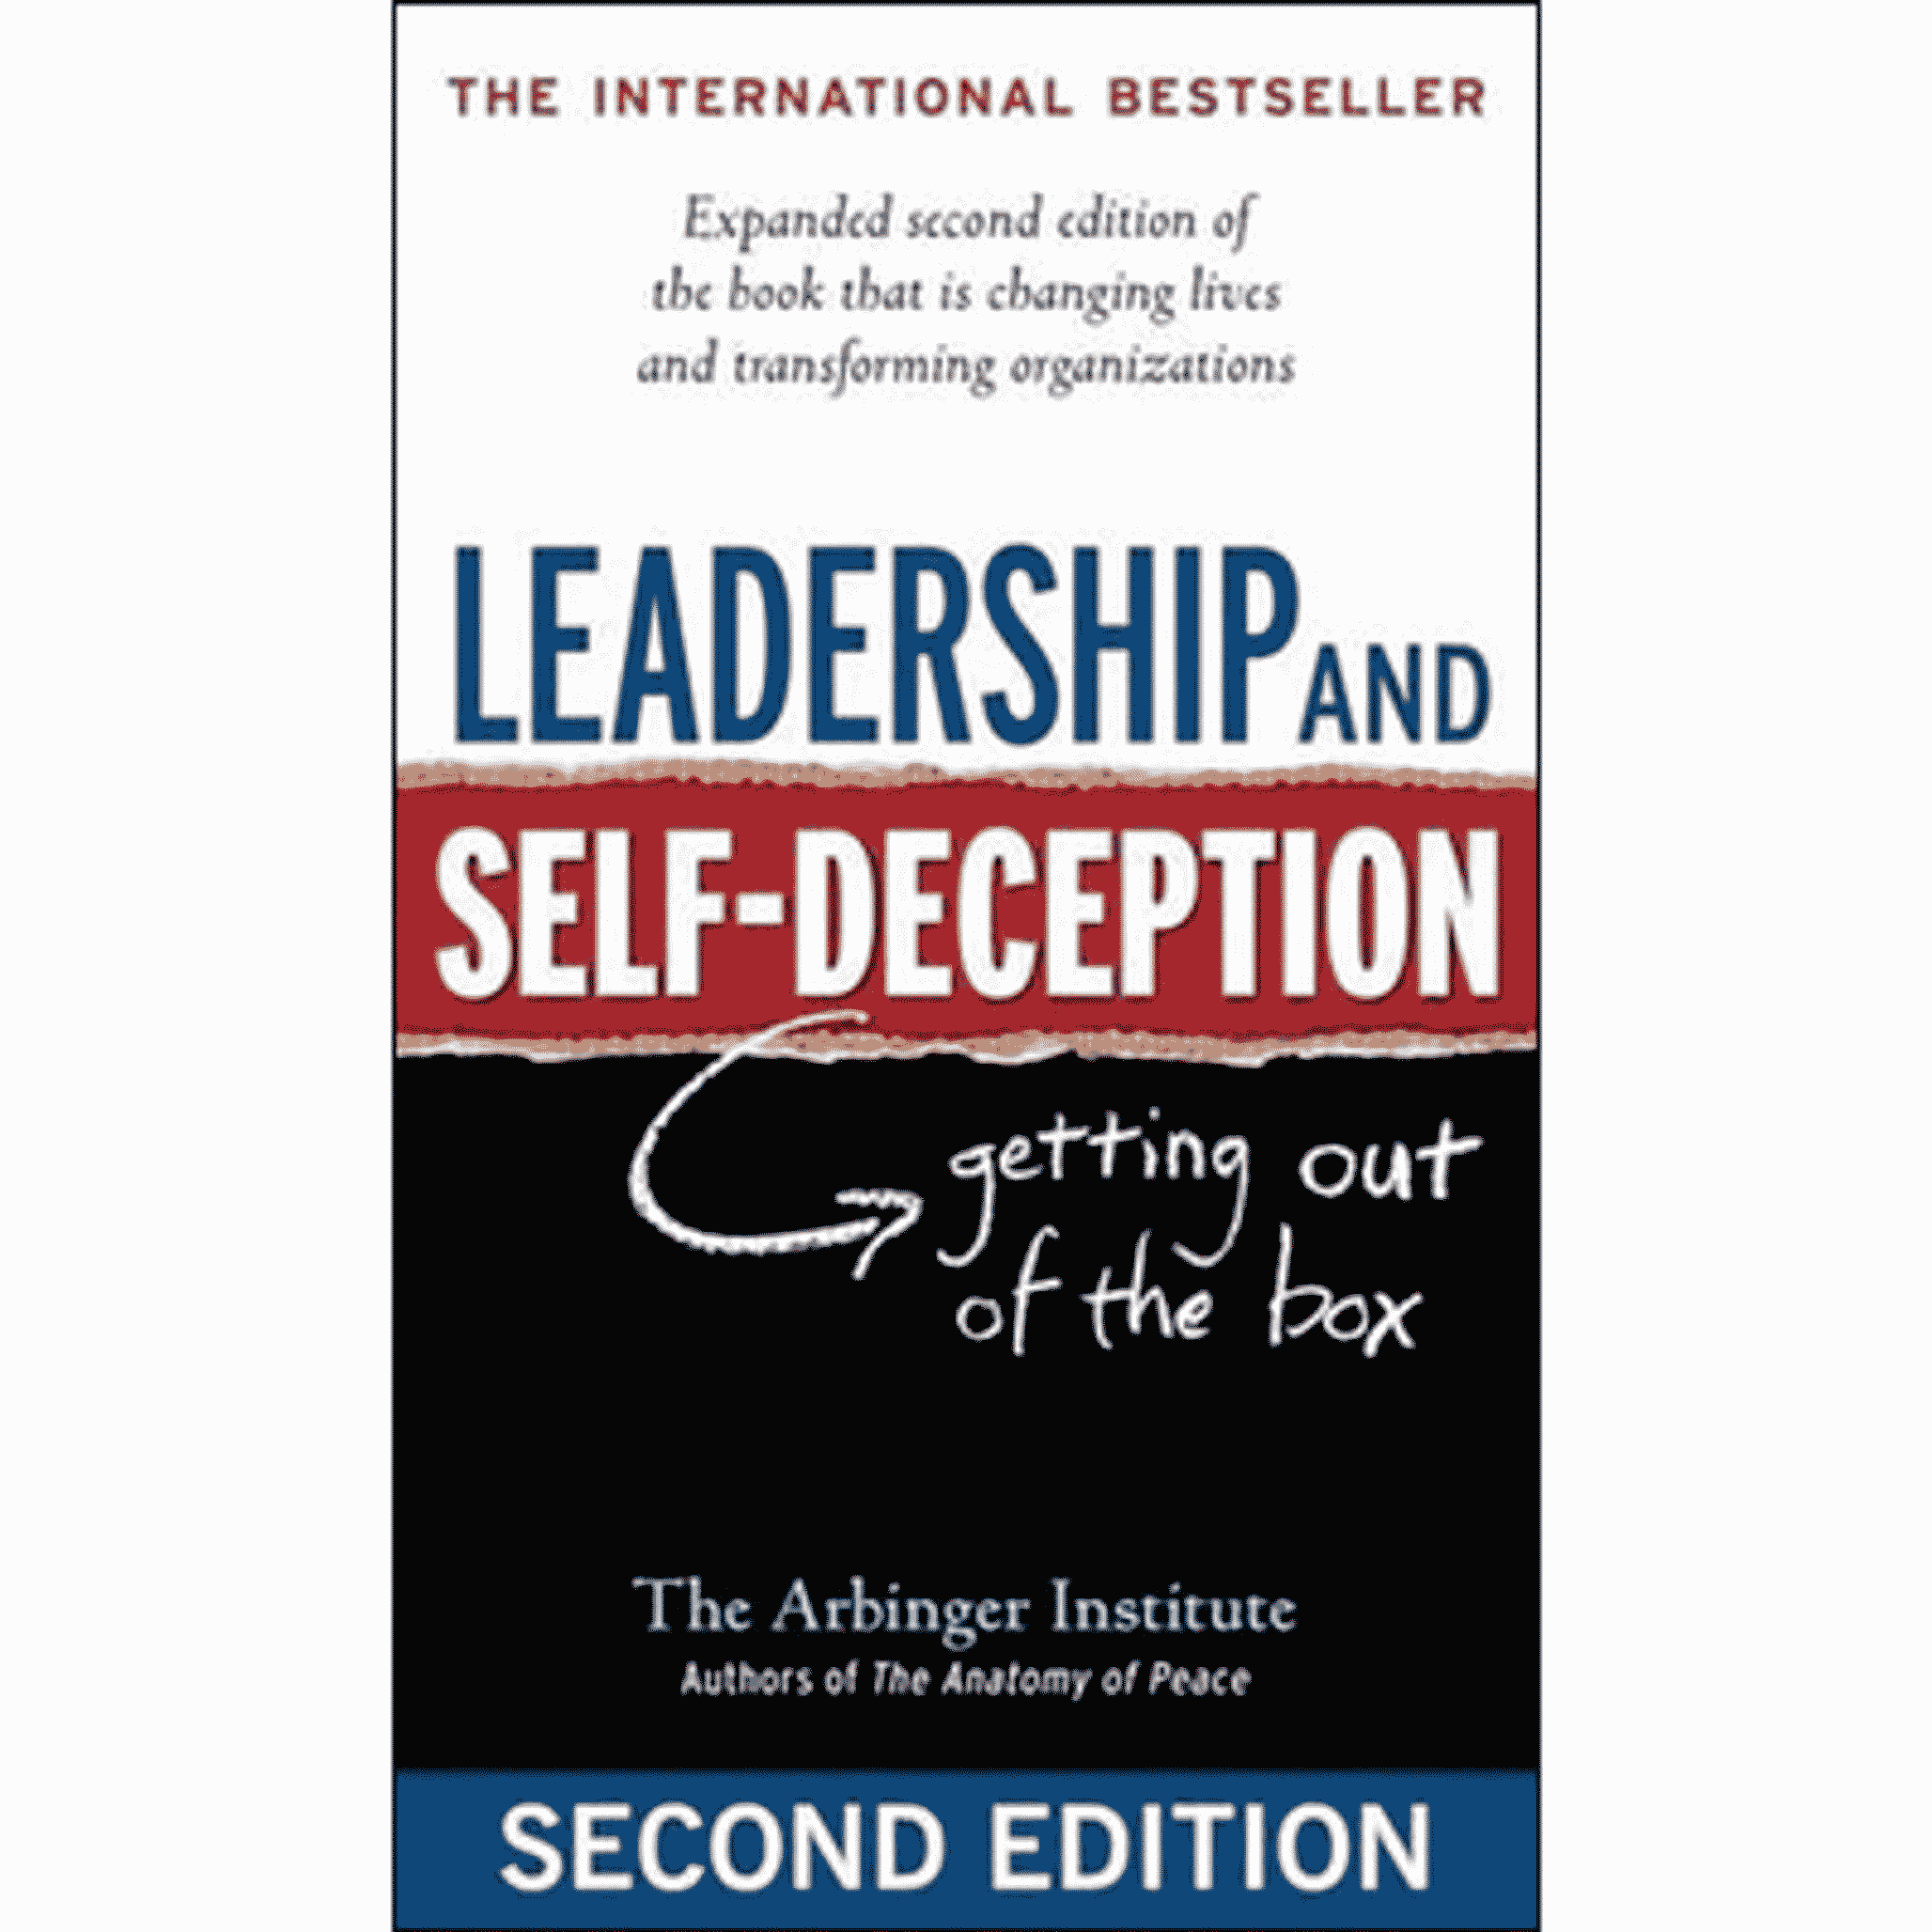 THE INTERNATIONAL BESTSELLER
Expanded second edition of
the book that is changing lives
and transforming organizations
LEADERSHIP AND
SELF-DECEPTION
getting out
of the box
The Arbinger Institute
Authors of The Anatomy of Peace
SECOND EDITION